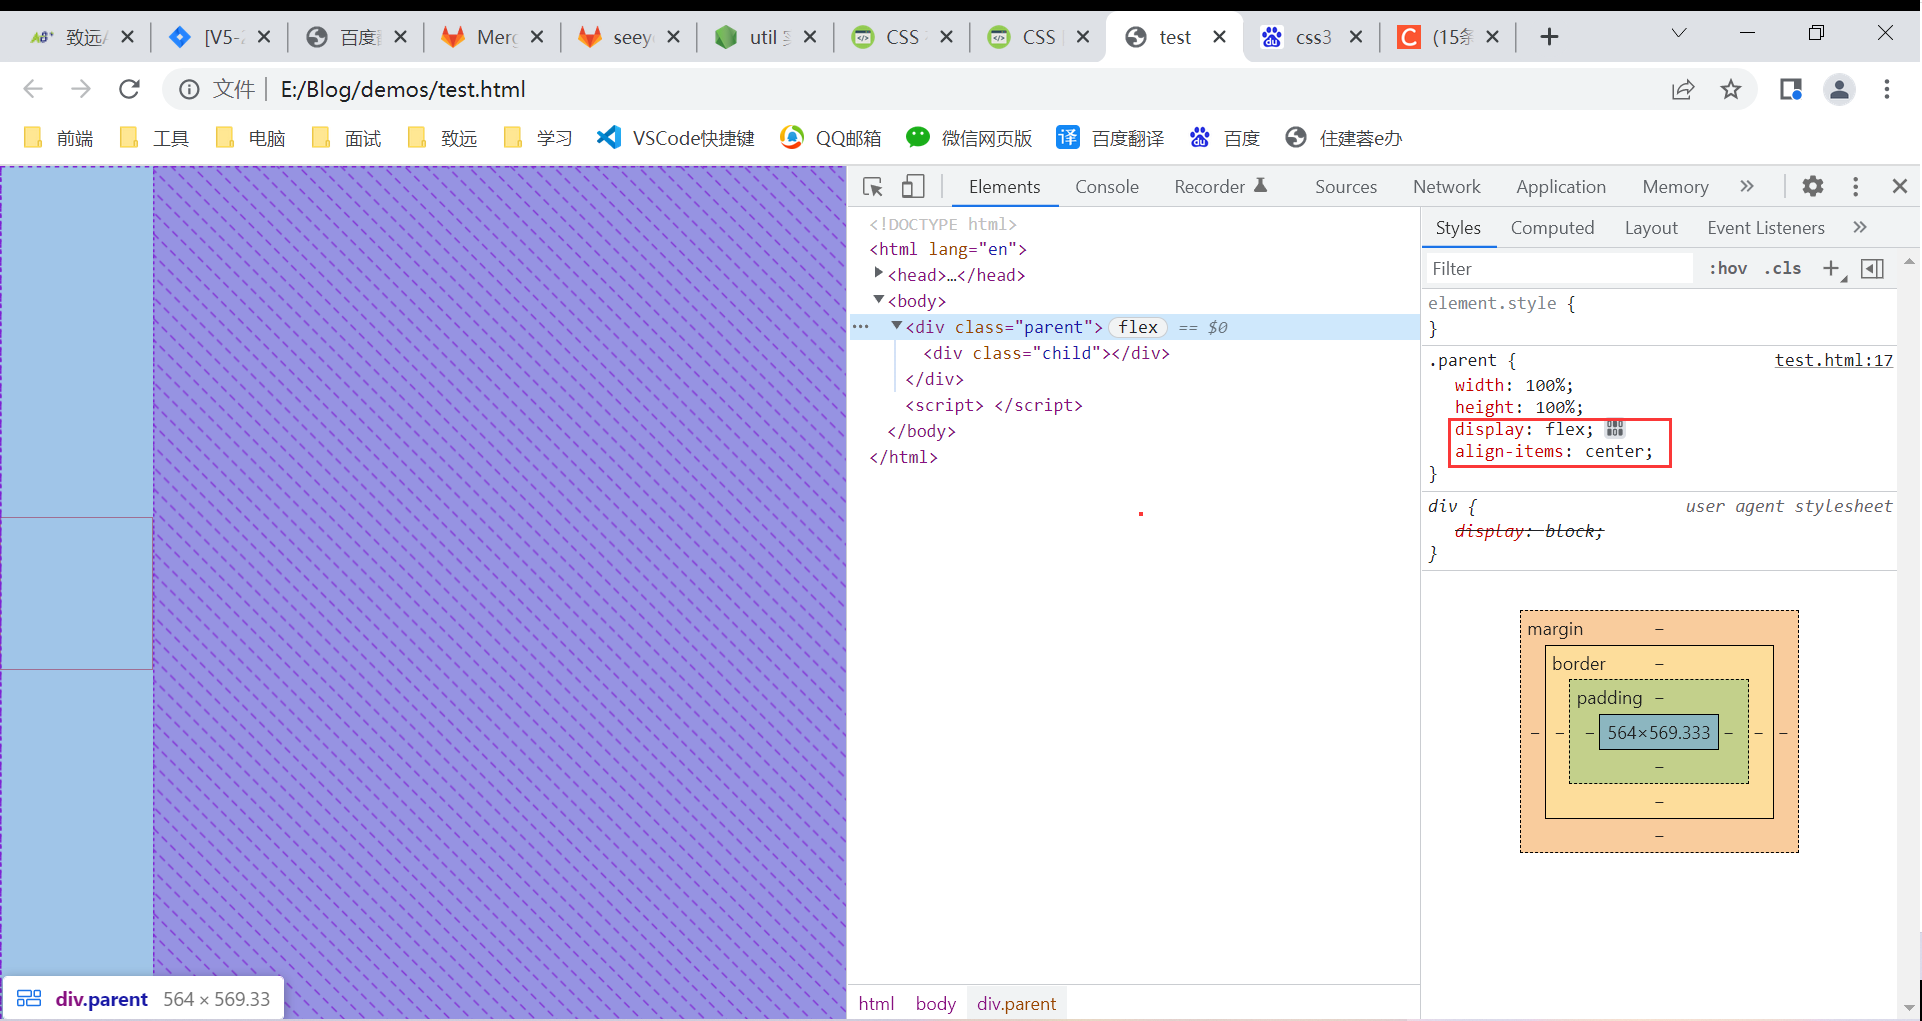 致远 [V5- 百度 Merg seeyo util CSS CSS test css3 (15条
文件 E:/Blog/demos/test.html
前端 工具 电脑 面试 致远 学习 VSCode快捷键 QQ邮箱 微信网页版 译 百度翻译 百度 住建蓉e办
Elements Console Recorder Sources Network Application Memory
<!DOCTYPE html>
<html lang="en">
<head>…</head>
<body>
<div class="parent"> flex == $0
<div class="child"></div>
</div>
<script> </script>
</body>
</html>
html body div.parent
Styles Computed Layout Event Listeners
Filter :hov .cls
element.style {
}
.parent { test.html:17
width: 100%;
height: 100%;
display: flex;
align-items: center;
}
div { user agent stylesheet
display: block;
}
margin –
border –
padding –
– – – 564×569.333 – – –
–
–
–
div.parent 564 × 569.33